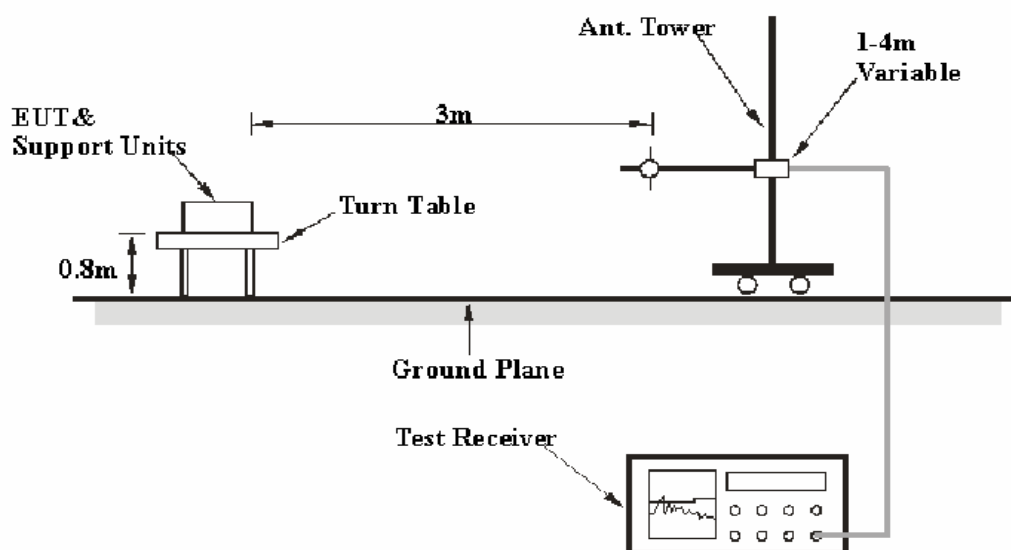 Ant. Tower
1-4m
Variable
EUT&
Support Units
3m
Turn Table
0.8m
Ground Plane
Test Receiver